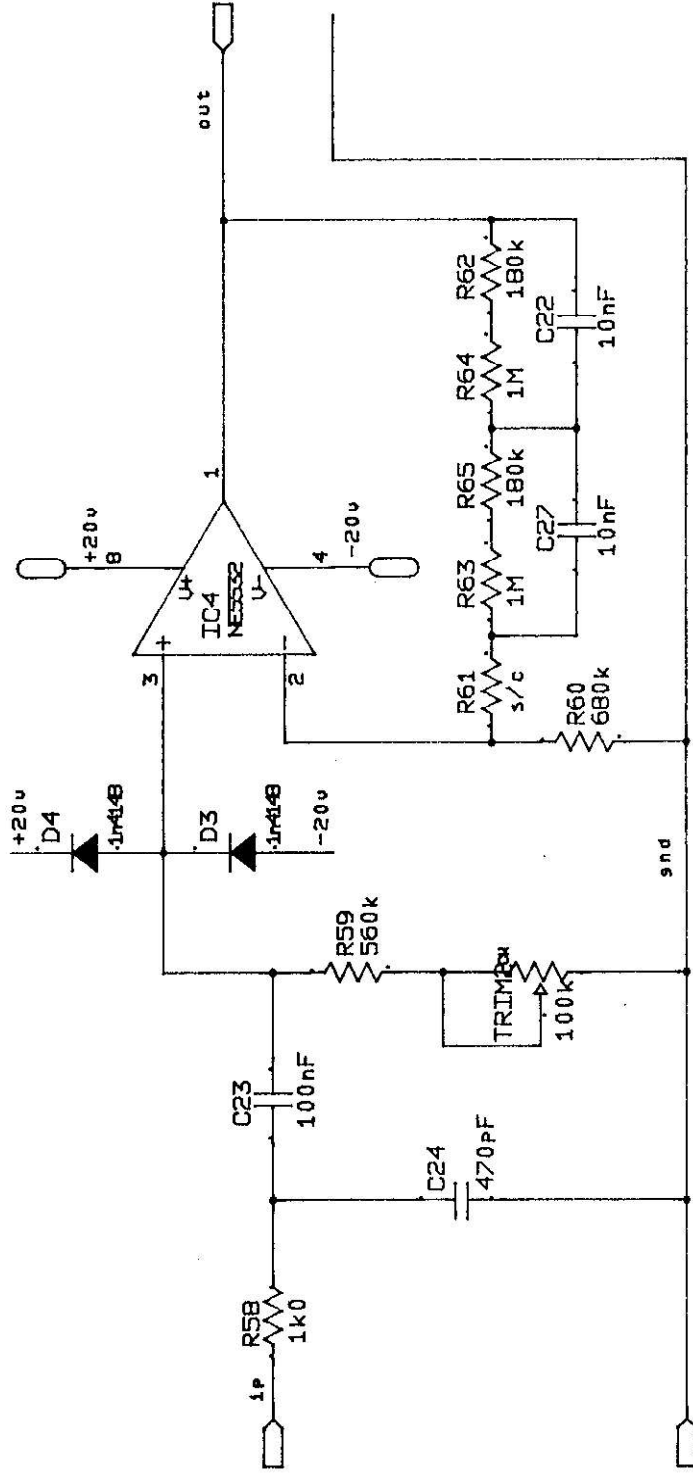 ip
R58
1k0
C23
100nF
C24
470pF
R59
560k
100k
+20v
D4
1n4148
D3
1n4148
-20v
3
2
+
-
IC4
NE5532
V+
V-
8
+20v
4
-20v
1
out
R61
s/c
R60
680k
R63
1M
R65
180k
R64
1M
R62
180k
C27
10nF
C22
10nF
gnd